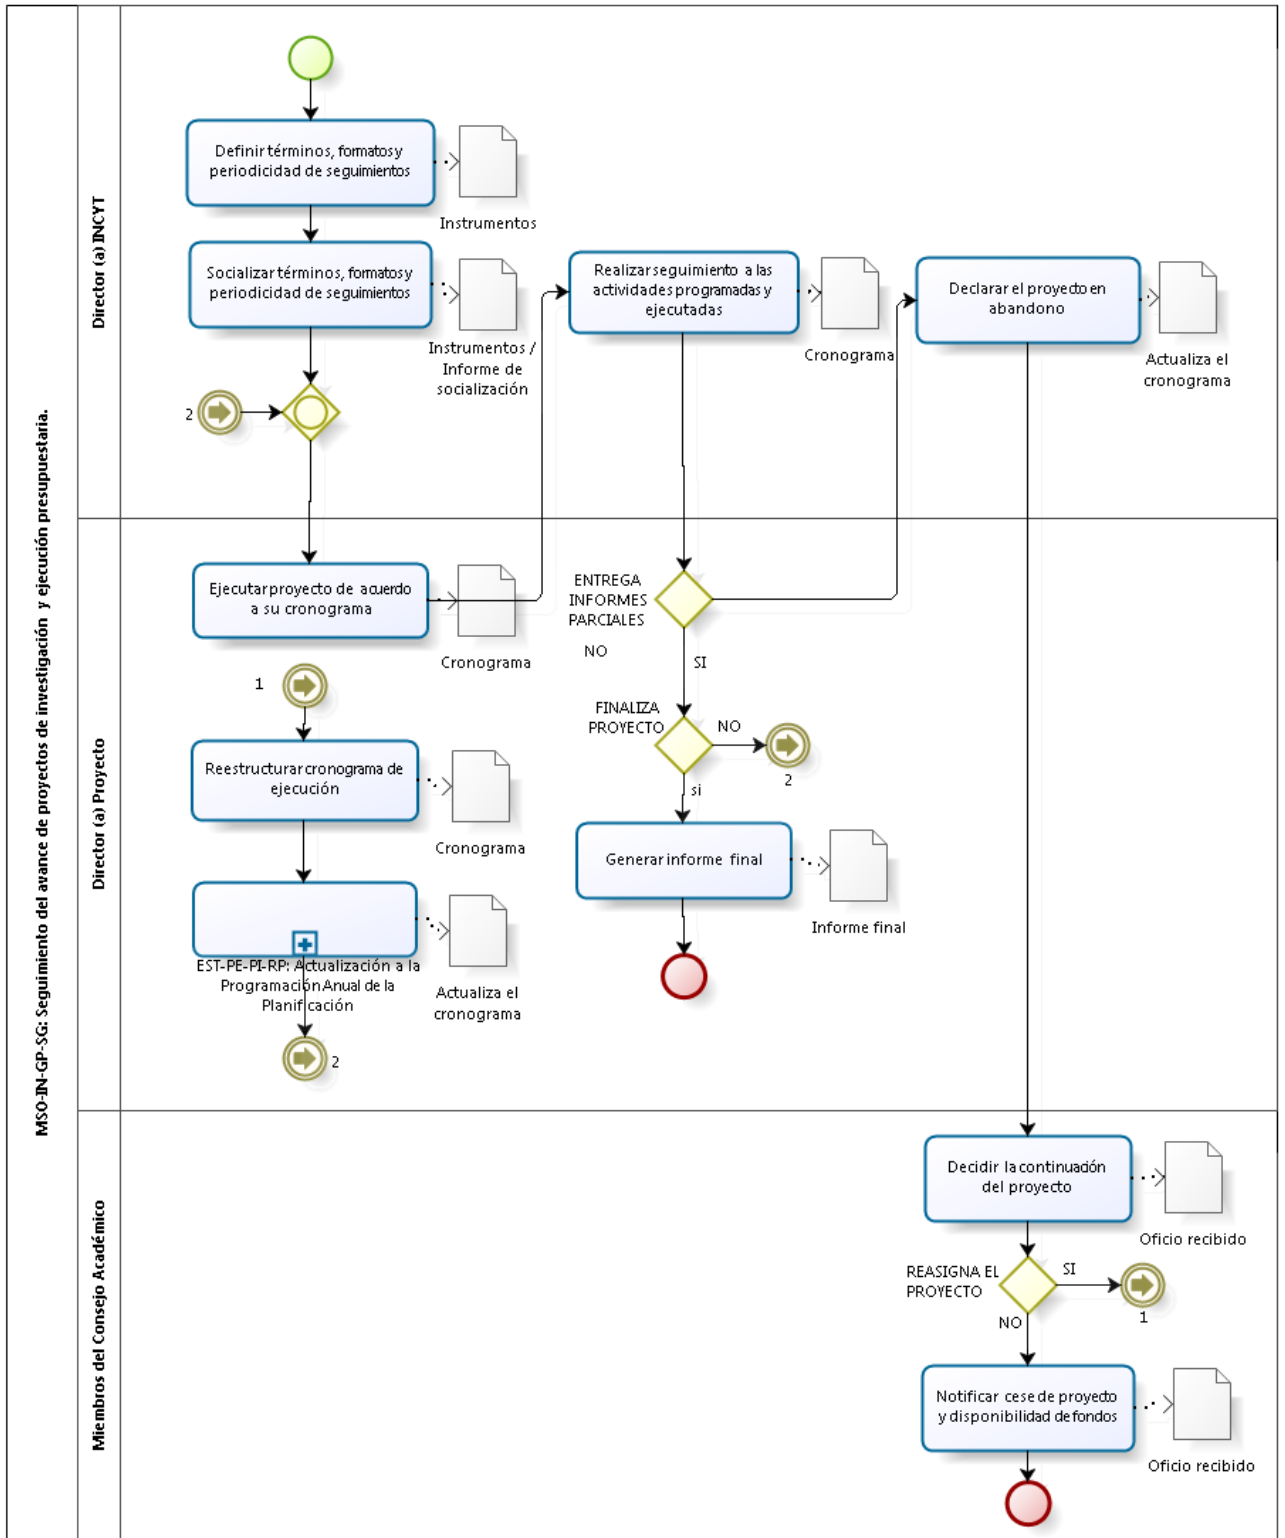 MSO-IN-GP-SG: Seguimiento del avance de proyectos de investigación y ejecución presupuestaria.
Director (a) INCYT
Definir términos, formatos y
periodicidad de seguimientos
Instrumentos
Socializar términos, formatos y
periodicidad de seguimientos
Instrumentos /
Informe de
socialización
2
Realizar seguimiento a las
actividades programadas y
ejecutadas
Cronograma
Declarar el proyecto en
abandono
Actualiza el
cronograma
Director (a) Proyecto
Ejecutar proyecto de acuerdo
a su cronograma
Cronograma
1
Reestructurar cronograma de
ejecución
Cronograma
EST-PE-PI-RP: Actualización a la
Programación Anual de la
Planificación
Actualiza el
cronograma
2
ENTREGA
INFORMES
PARCIALES
NO
SI
FINALIZA
PROYECTO
NO
2
si
Generar informe final
Informe final
Miembros del Consejo Académico
Decidir la continuación
del proyecto
Oficio recibido
REASIGNA EL
PROYECTO
SI
1
NO
Notificar cese de proyecto
y disponibilidad de fondos
Oficio recibido